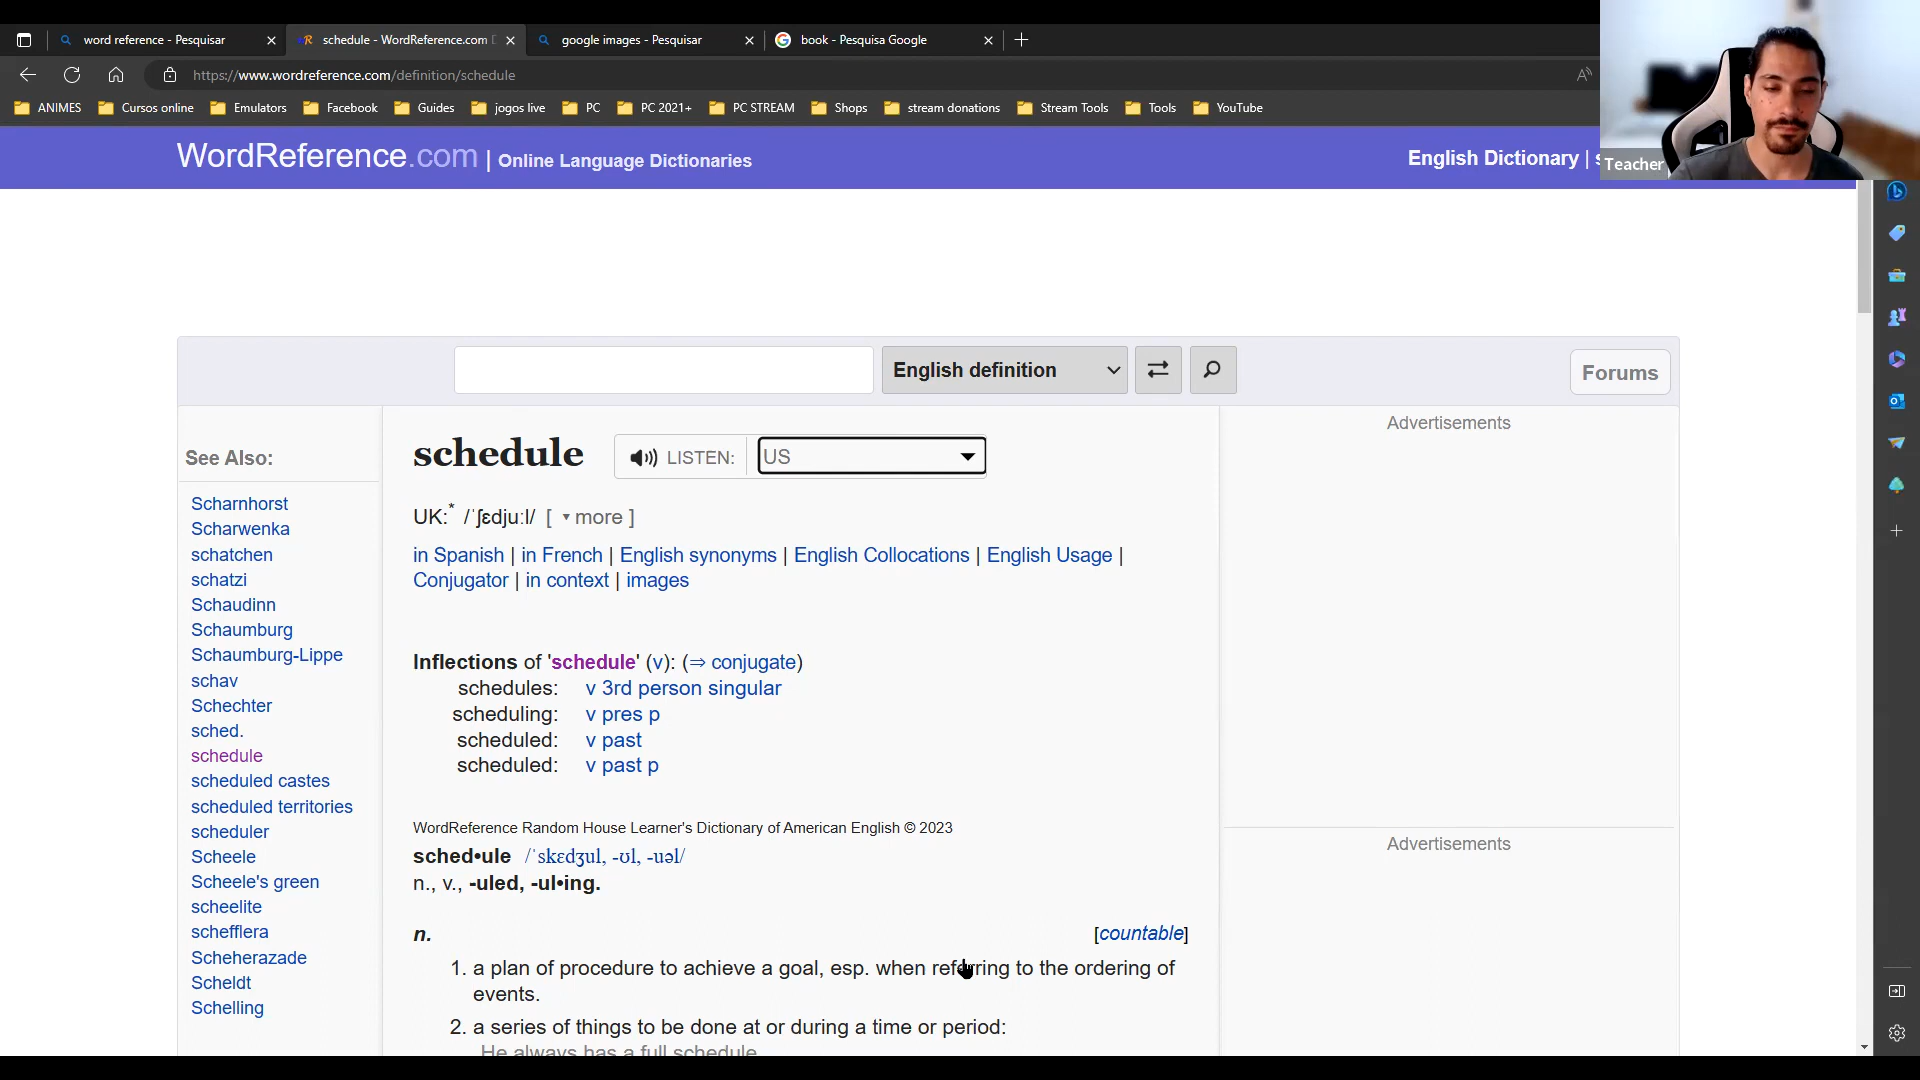 word reference - Pesquisar
schedule - WordReference.com D
google images - Pesquisar
book - Pesquisa Google
https://www.wordreference.com/definition/schedule
ANIMES Cursos online Emulators Facebook Guides jogos live PC PC 2021+ PC STREAM Shops stream donations Stream Tools Tools YouTube
WordReference.com | Online Language Dictionaries
English Dictionary |
Teacher
English definition
Forums
See Also:
Scharnhorst
Scharwenka
schatchen
schatzi
Schaudinn
Schaumburg
Schaumburg-Lippe
schav
Schechter
sched.
schedule
scheduled castes
scheduled territories
scheduler
Scheele
Scheele's green
scheelite
schefflera
Scheherazade
Scheldt
Schelling
schedule
LISTEN: US
UK:* /ˈʃɛdjuːl/ [ ▾ more ]
in Spanish | in French | English synonyms | English Collocations | English Usage |
Conjugator | in context | images
Inflections of 'schedule' (v): (⇒ conjugate)
schedules: v 3rd person singular
scheduling: v pres p
scheduled: v past
scheduled: v past p
WordReference Random House Learner's Dictionary of American English © 2023
sched•ule /ˈskɛdʒul, -ʊl, -uəl/
n., v., -uled, -ul•ing.
n. [countable]
1. a plan of procedure to achieve a goal, esp. when referring to the ordering of
events.
2. a series of things to be done at or during a time or period:
He always has a full schedule.
Advertisements
Advertisements